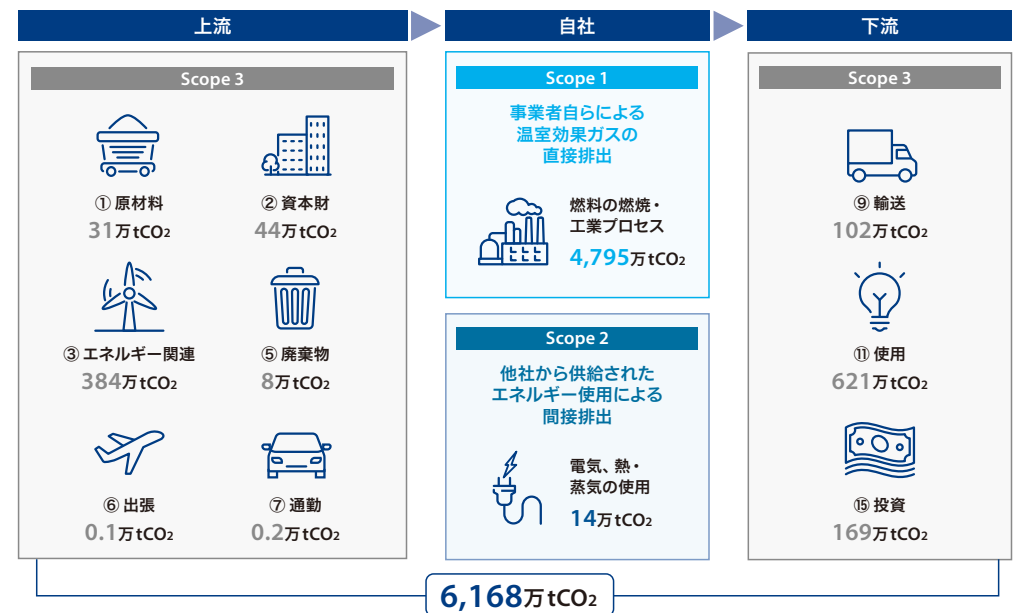 上流
自社
下流
Scope 3
① 原材料
31万tCO2
② 資本財
44万tCO2
③ エネルギー関連
384万tCO2
⑤ 廃棄物
8万tCO2
⑥ 出張
0.1万tCO2
⑦ 通勤
0.2万tCO2
Scope 1
事業者自らによる
温室効果ガスの
直接排出
燃料の燃焼・
工業プロセス
4,795万tCO2
Scope 2
他社から供給された
エネルギー使用による
間接排出
電気、熱・
蒸気の使用
14万tCO2
Scope 3
⑨ 輸送
102万tCO2
⑪ 使用
621万tCO2
⑮ 投資
169万tCO2
6,168万tCO2